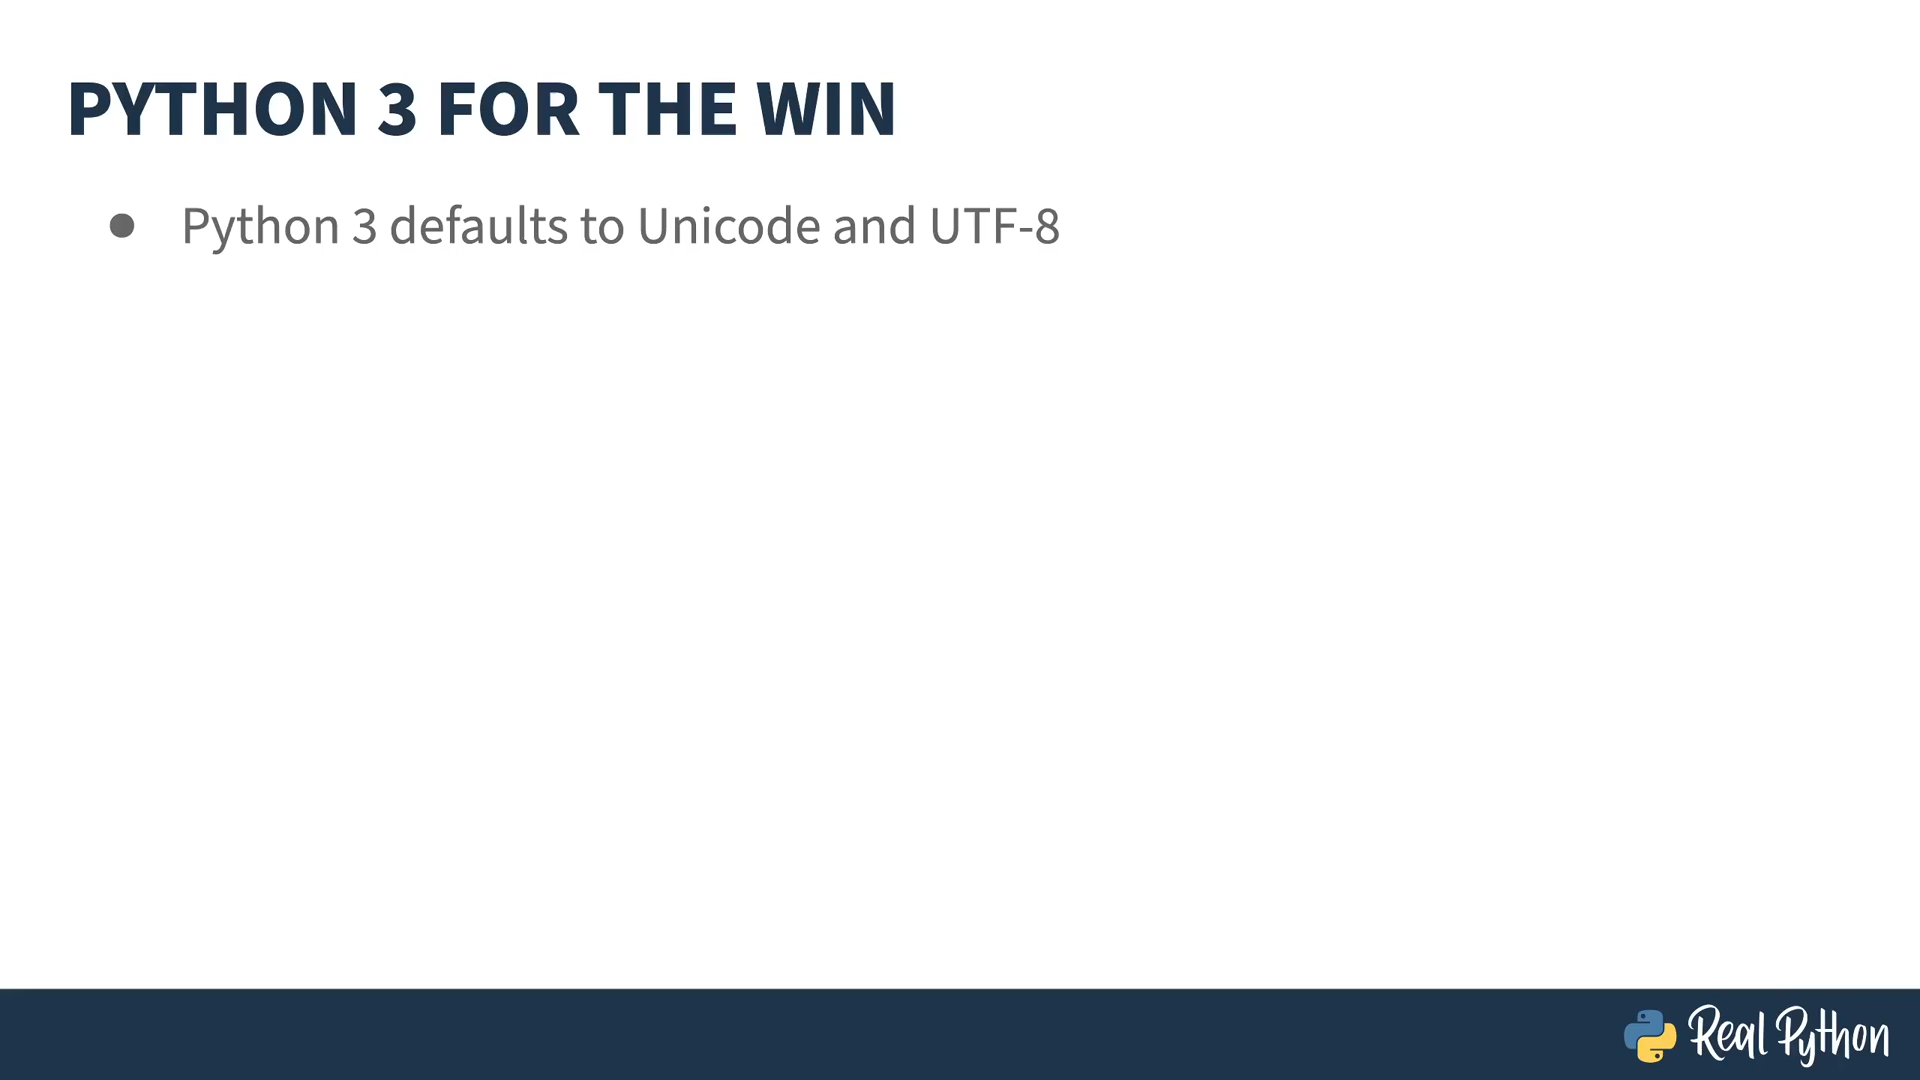 PYTHON 3 FOR THE WIN
● Python 3 defaults to Unicode and UTF-8
Real Python